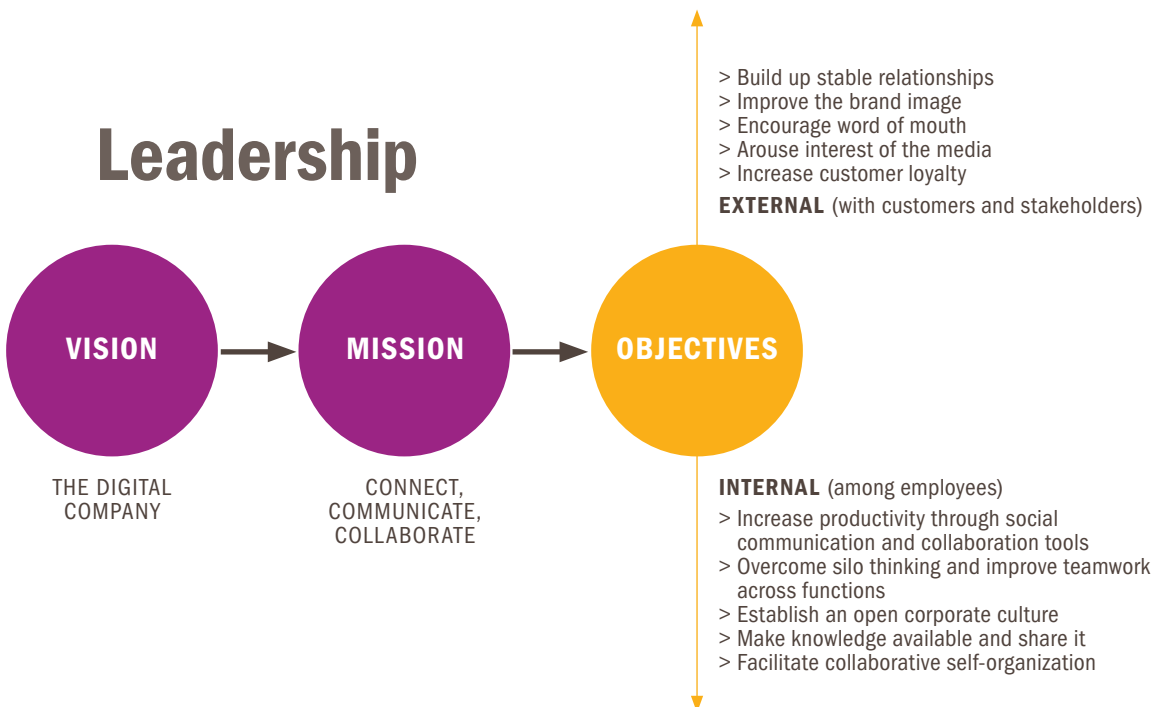 Leadership
VISION
THE DIGITAL
COMPANY
MISSION
CONNECT,
COMMUNICATE,
COLLABORATE
OBJECTIVES
> Build up stable relationships
> Improve the brand image
> Encourage word of mouth
> Arouse interest of the media
> Increase customer loyalty
EXTERNAL (with customers and stakeholders)
INTERNAL (among employees)
> Increase productivity through social
communication and collaboration tools
> Overcome silo thinking and improve teamwork
across functions
> Establish an open corporate culture
> Make knowledge available and share it
> Facilitate collaborative self-organization